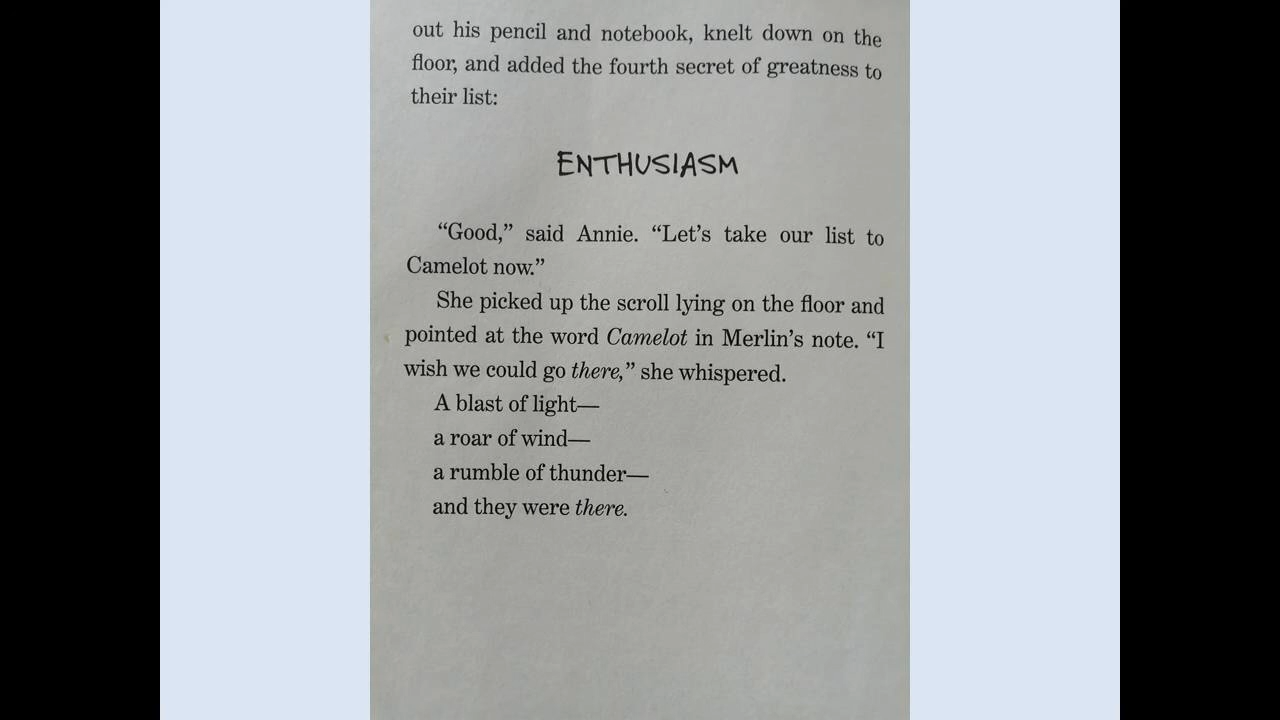 out his pencil and notebook, knelt down on the
floor, and added the fourth secret of greatness to
their list:
ENTHUSIASM
“Good,” said Annie. “Let’s take our list to
Camelot now.”
She picked up the scroll lying on the floor and
pointed at the word Camelot in Merlin’s note. “I
wish we could go there,” she whispered.
A blast of light—
a roar of wind—
a rumble of thunder—
and they were there.